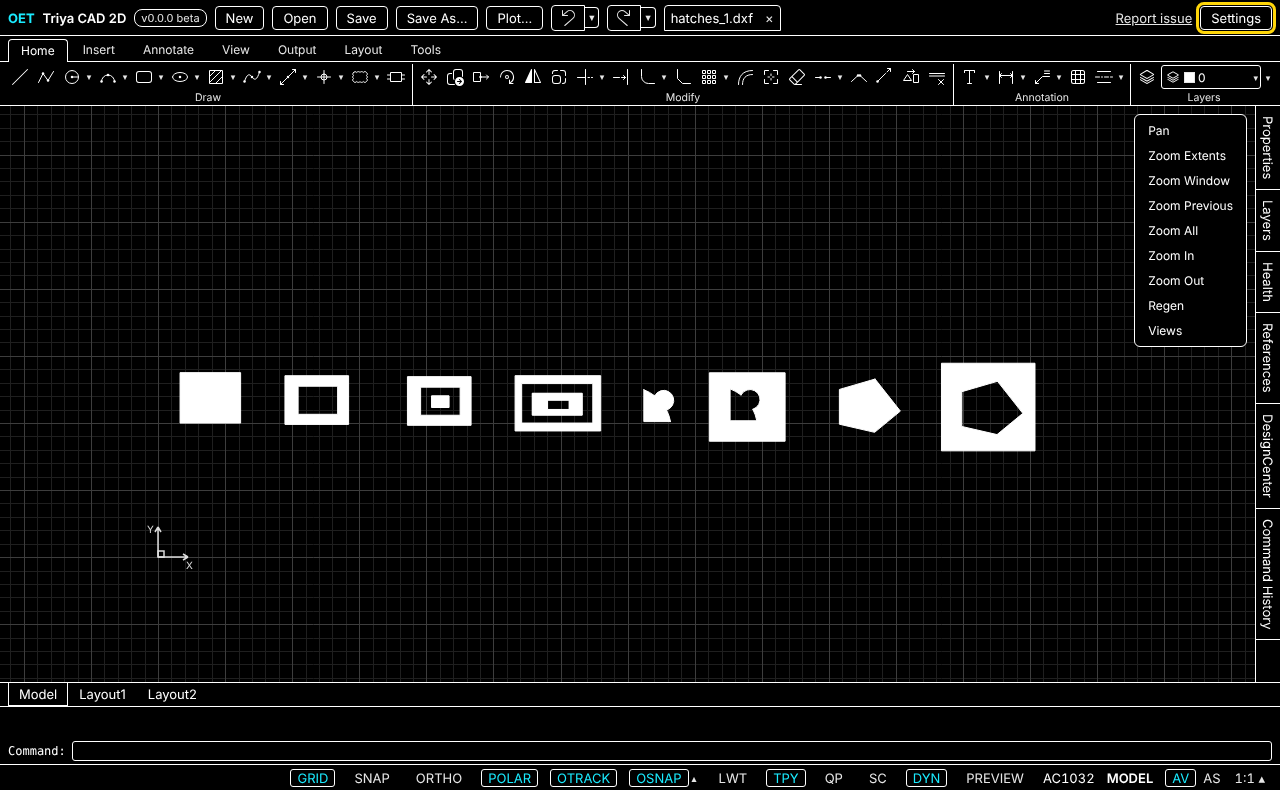 OET Triya CAD 2D v0.0.0 beta New Open Save Save As... Plot... hatches_1.dxf × Report issue Settings
Home Insert Annotate View Output Layout Tools
0
Draw Modify Annotation Layers
Pan
Zoom Extents
Zoom Window
Zoom Previous
Zoom All
Zoom In
Zoom Out
Regen
Views
Properties
Layers
Health
References
DesignCenter
Command History
Y
X
Model Layout1 Layout2
Command:
GRID SNAP ORTHO POLAR OTRACK OSNAP LWT TPY QP SC DYN PREVIEW AC1032 MODEL AV AS 1:1